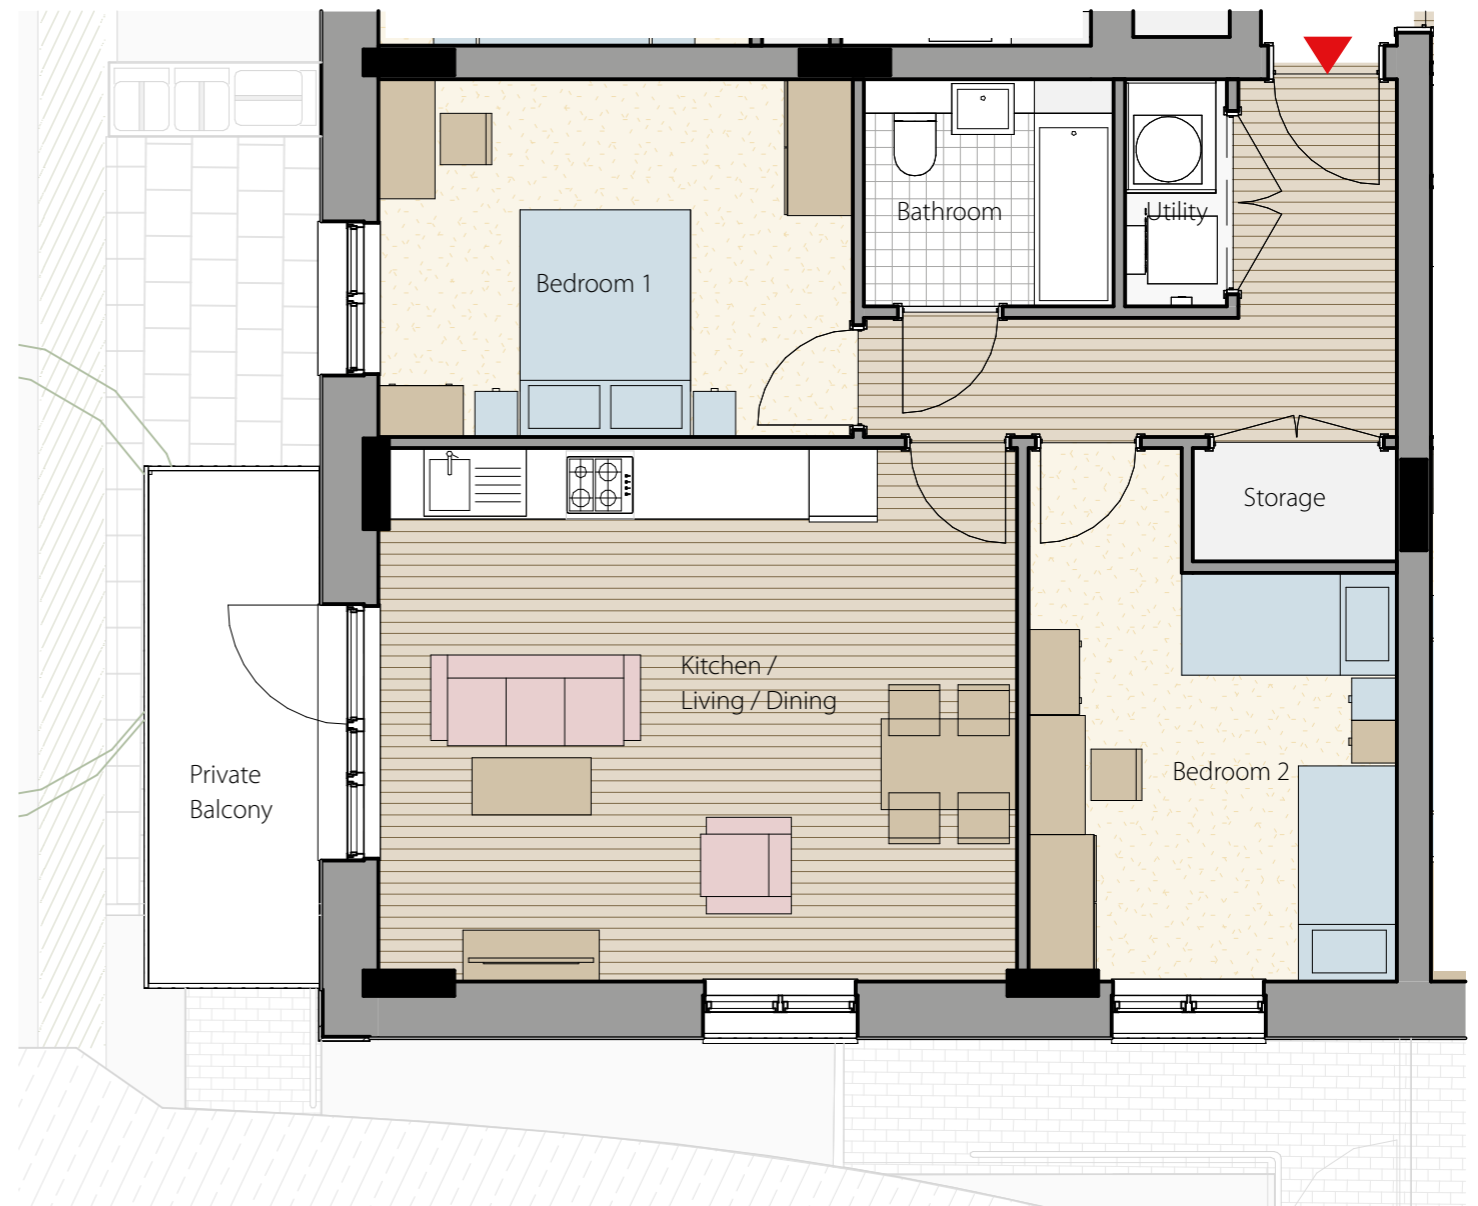 Bathroom
Utility
Bedroom 1
Storage
Kitchen /
Living / Dining
Private
Balcony
Bedroom 2